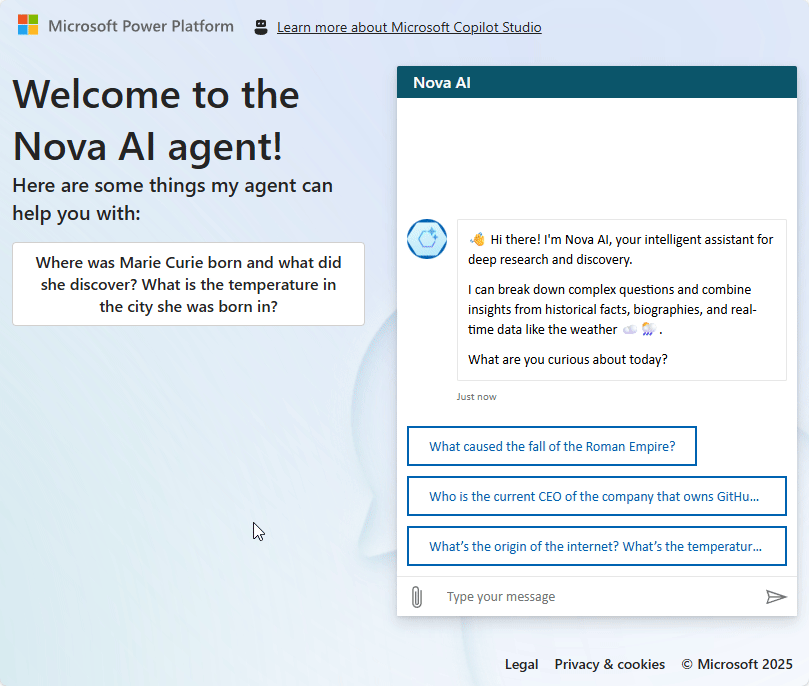 Microsoft Power Platform
Learn more about Microsoft Copilot Studio
Welcome to the
Nova AI agent!
Here are some things my agent can
help you with:
Where was Marie Curie born and what did
she discover? What is the temperature in
the city she was born in?
Nova AI
👋 Hi there! I'm Nova AI, your intelligent assistant for
deep research and discovery.
I can break down complex questions and combine
insights from historical facts, biographies, and real-
time data like the weather ☁️ 🌦️ .
What are you curious about today?
Just now
What caused the fall of the Roman Empire?
Who is the current CEO of the company that owns GitHu...
What’s the origin of the internet? What’s the temperatur...
Type your message
Legal Privacy & cookies © Microsoft 2025